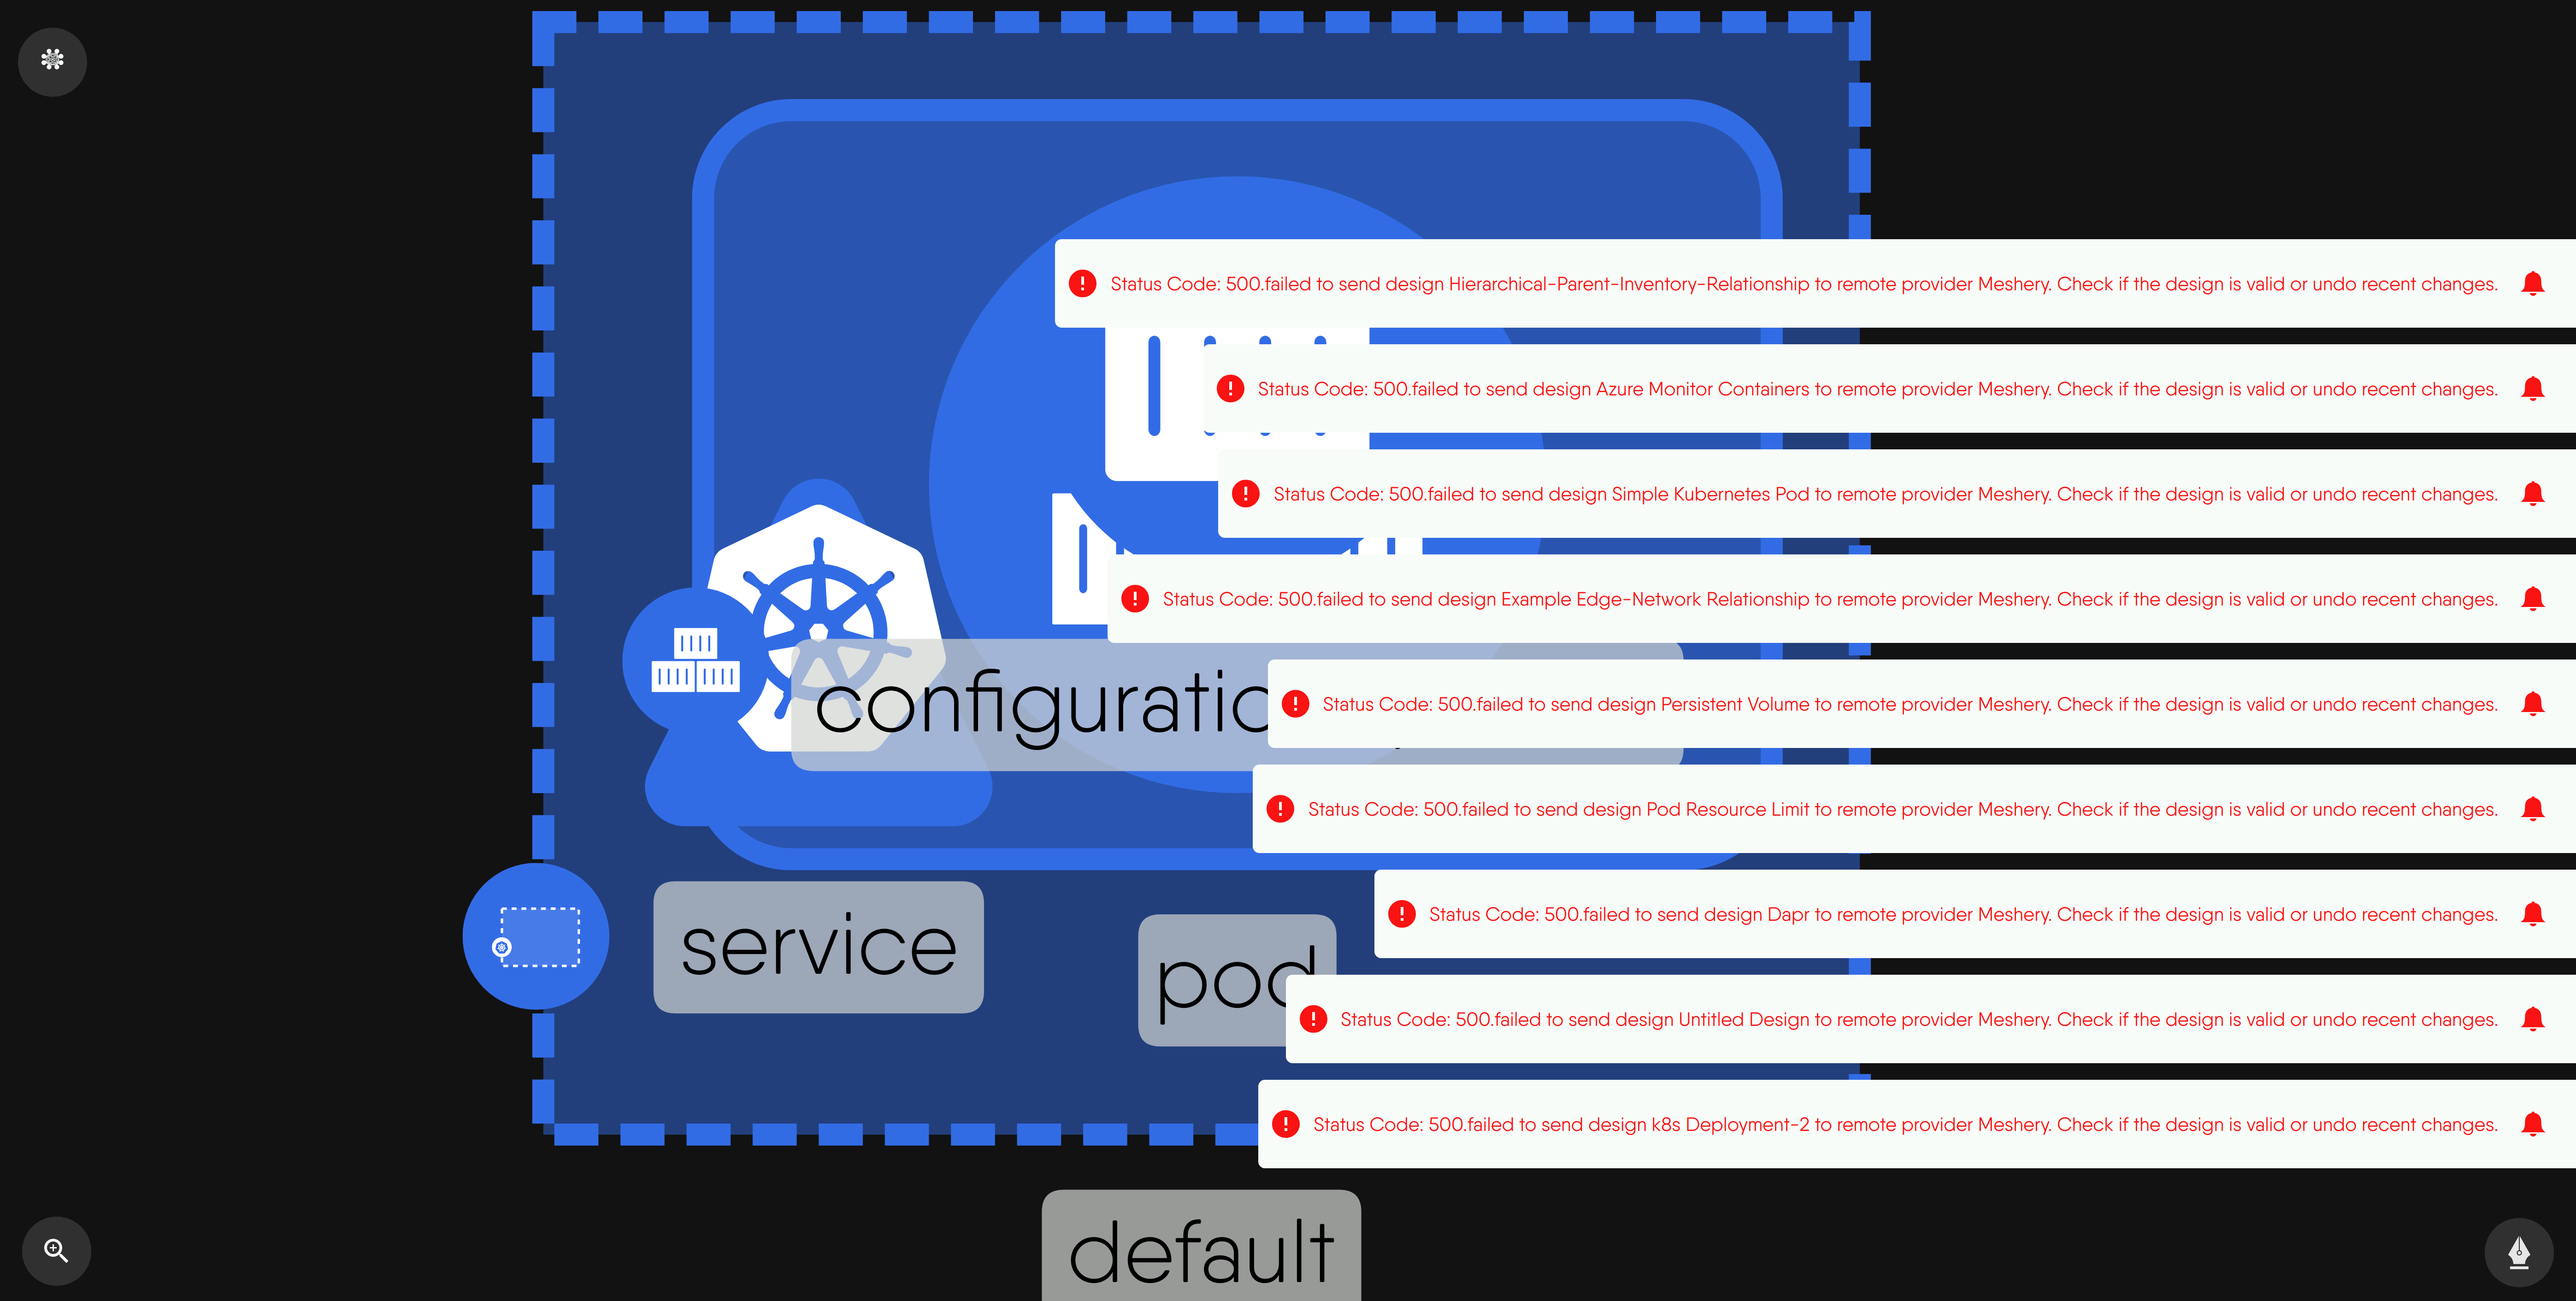 Status Code: 500.failed to send design Hierarchical-Parent-Inventory-Relationship to remote provider Meshery. Check if the design is valid or undo recent changes.
Status Code: 500.failed to send design Azure Monitor Containers to remote provider Meshery. Check if the design is valid or undo recent changes.
Status Code: 500.failed to send design Simple Kubernetes Pod to remote provider Meshery. Check if the design is valid or undo recent changes.
Status Code: 500.failed to send design Example Edge-Network Relationship to remote provider Meshery. Check if the design is valid or undo recent changes.
configuratio
Status Code: 500.failed to send design Persistent Volume to remote provider Meshery. Check if the design is valid or undo recent changes.
Status Code: 500.failed to send design Pod Resource Limit to remote provider Meshery. Check if the design is valid or undo recent changes.
Status Code: 500.failed to send design Dapr to remote provider Meshery. Check if the design is valid or undo recent changes.
service
pod
Status Code: 500.failed to send design Untitled Design to remote provider Meshery. Check if the design is valid or undo recent changes.
Status Code: 500.failed to send design k8s Deployment-2 to remote provider Meshery. Check if the design is valid or undo recent changes.
default